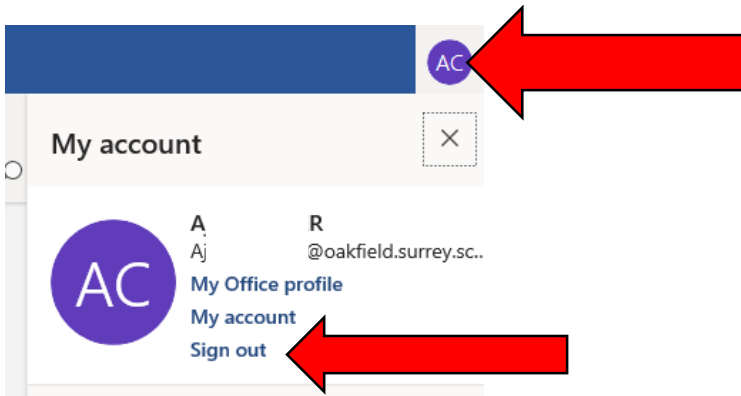 AC
My account
A R
AC
Aj @oakfield.surrey.sc..
My Office profile
My account
Sign out